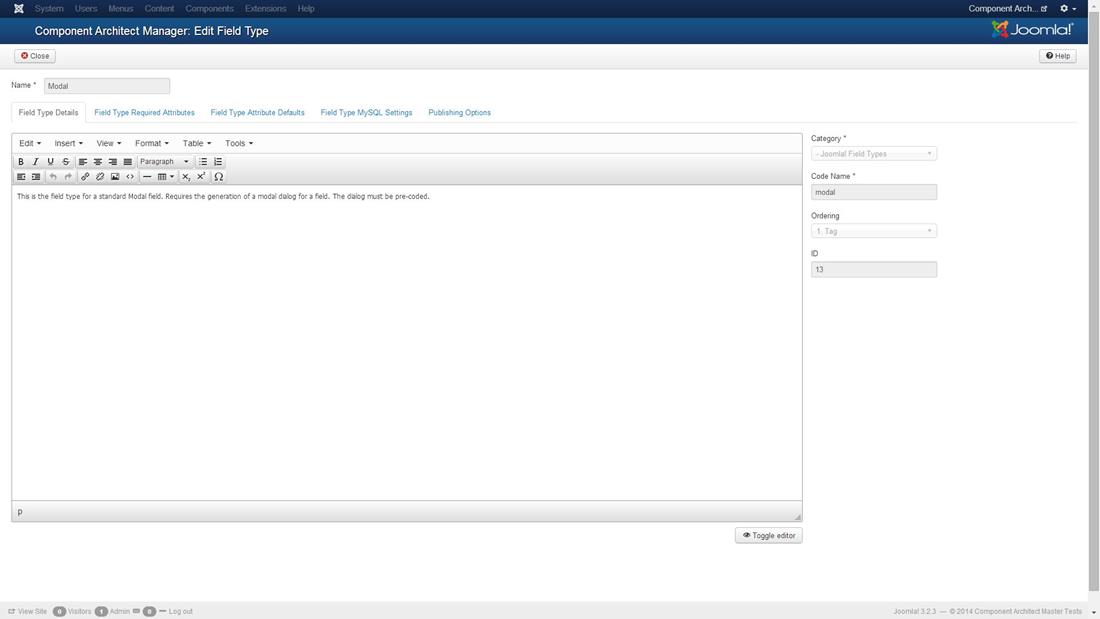 System Users Menus Content Components Extensions Help Component Arch...
Component Architect Manager: Edit Field Type Joomla!
Close Help
Name * Modal
Field Type Details Field Type Required Attributes Field Type Attribute Defaults Field Type MySQL Settings Publishing Options
Edit Insert View Format Table Tools
B I U S Paragraph
This is the field type for a standard Modal field. Requires the generation of a modal dialog for a field. The dialog must be pre-coded.
p
Toggle editor
Category *
- Joomla! Field Types
Code Name *
modal
Ordering
1. Tag
ID
13
View Site 0 Visitors 1 Admin 0 Log out Joomla! 3.2.3 — © 2014 Component Architect Master Tests